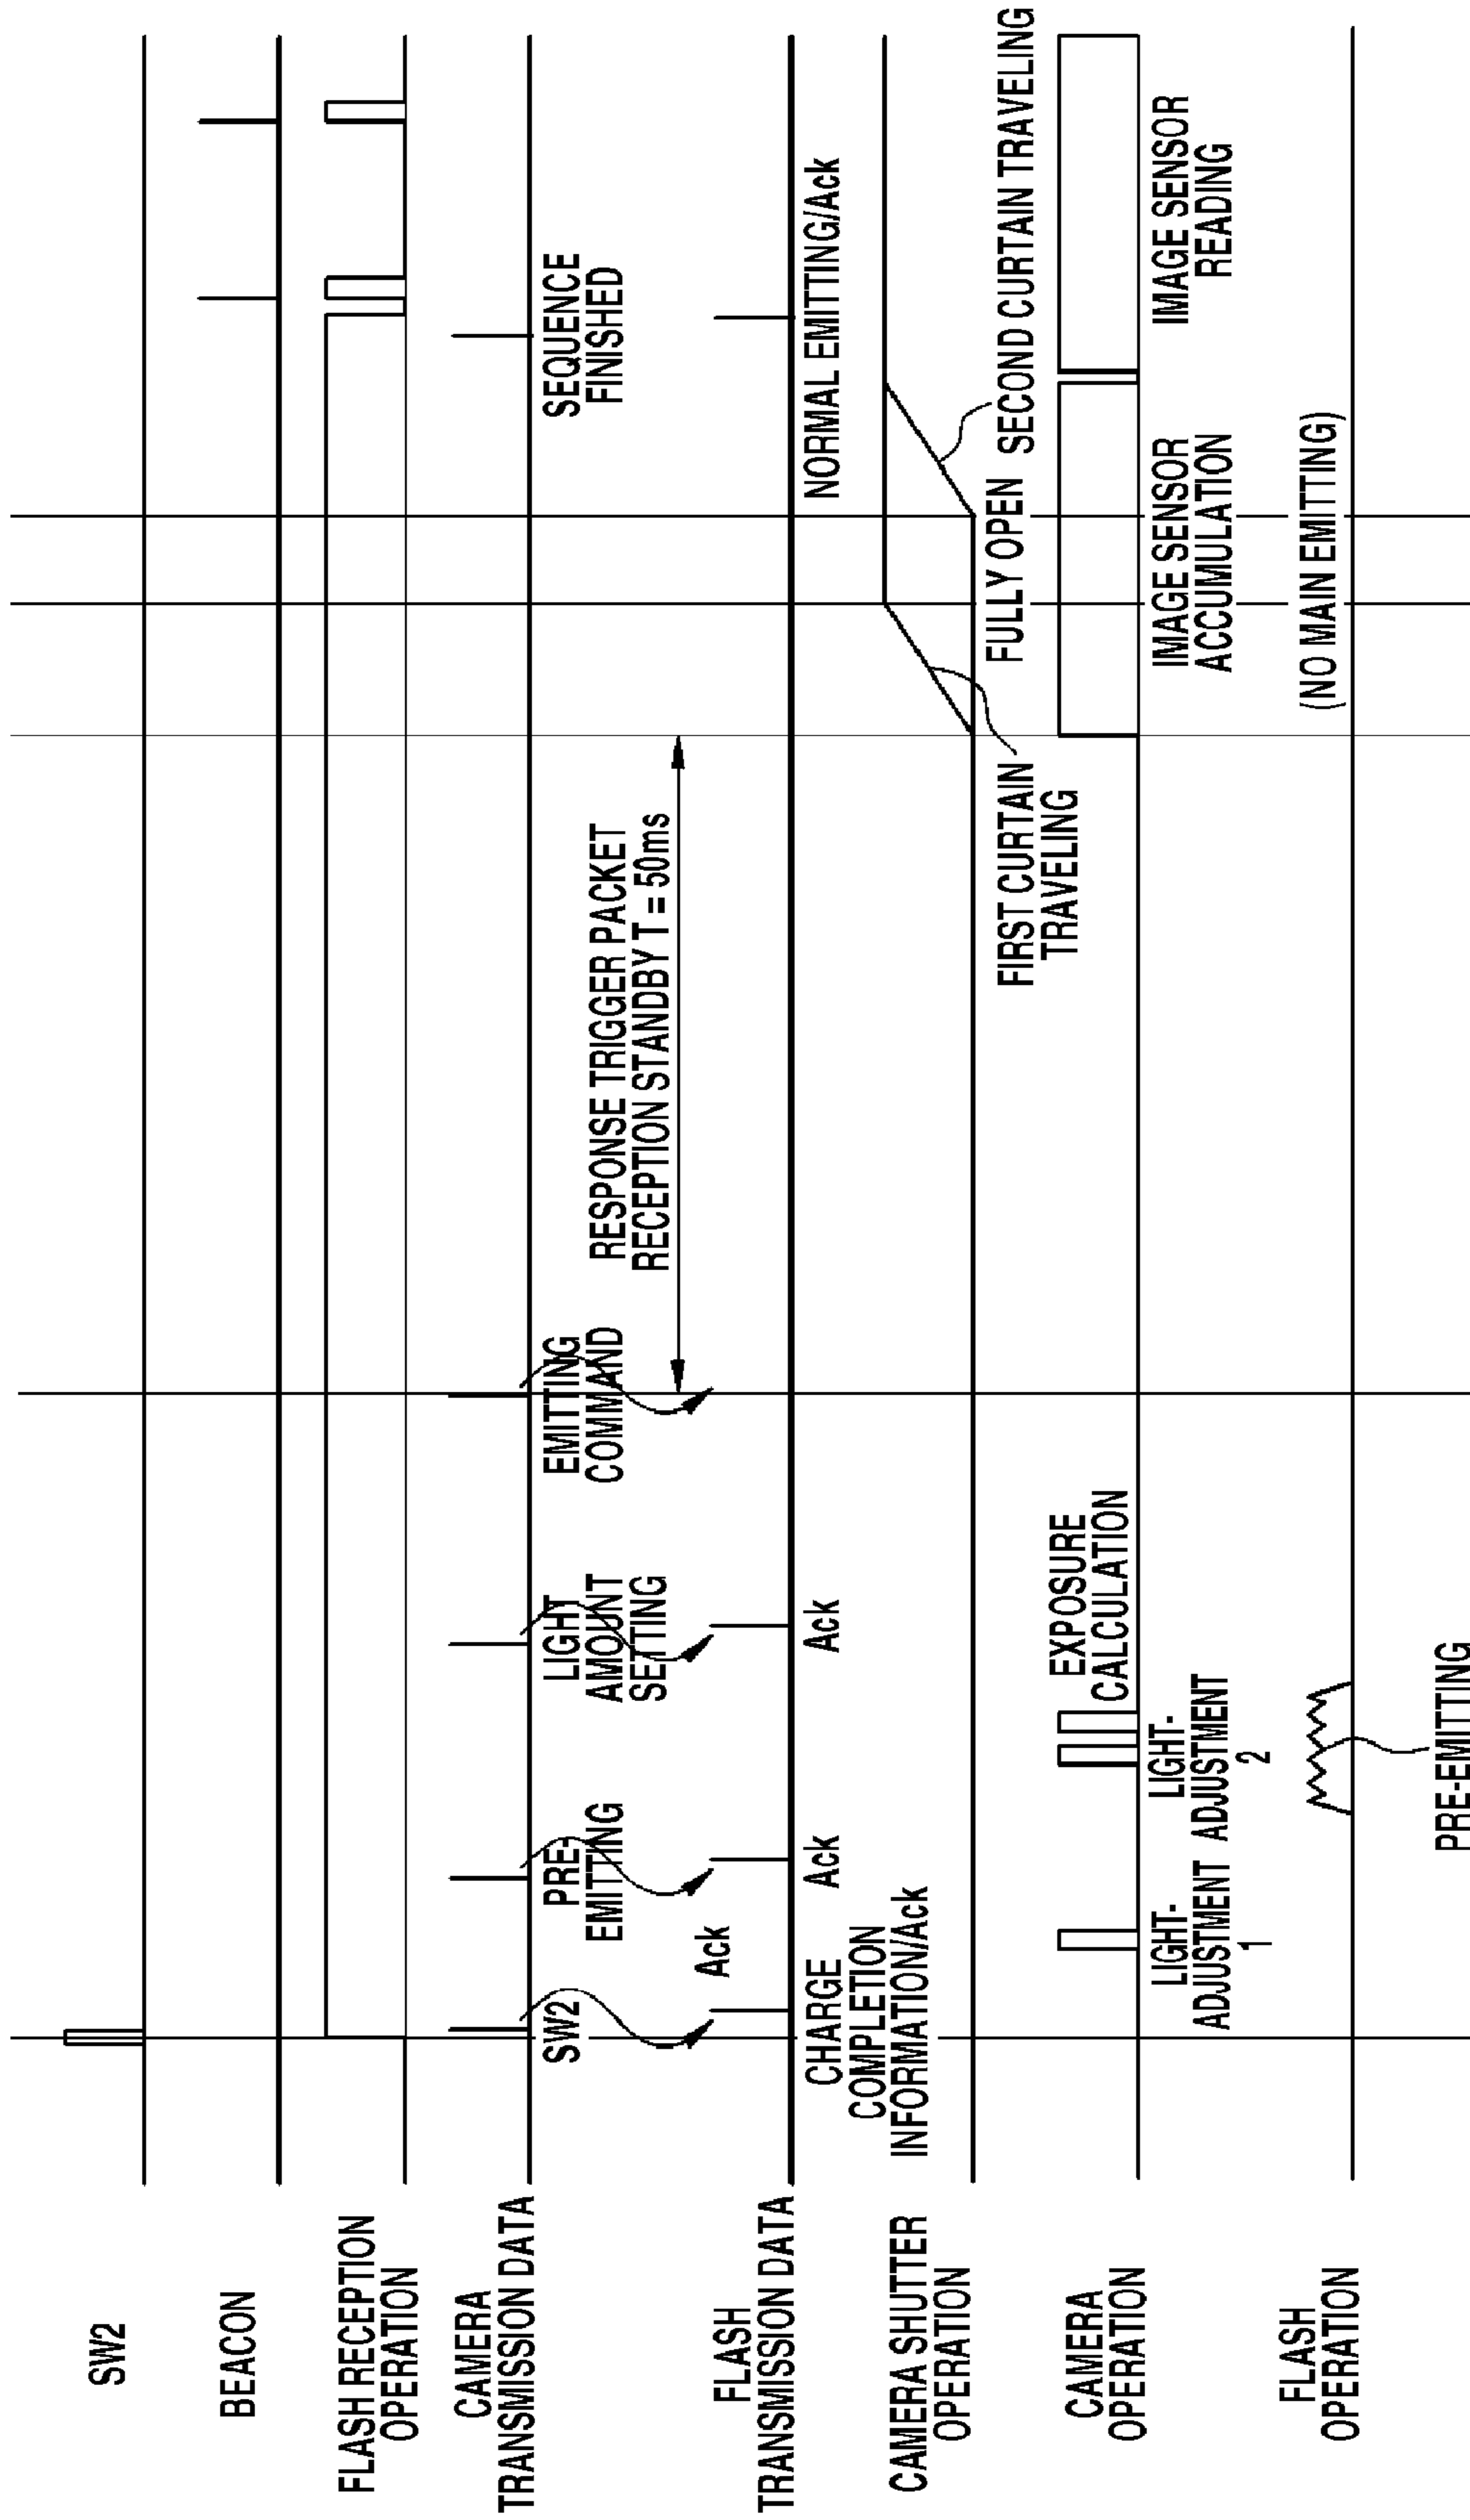 SW2
BEACON
FLASH RECEPTION
OPERATION
CAMERA
TRANSMISSION DATA
SW2
PRE-
EMITTING
LIGHT
AMOUNT
SETTING
EMITTING
COMMAND
SEQUENCE
FINISHED
RESPONSE TRIGGER PACKET
RECEPTION STANDBY T = 50ms
FLASH
TRANSMISSION DATA
Ack
CHARGE
COMPLETION
INFORMATION/Ack
Ack
Ack
NORMAL EMITTING/Ack
CAMERA SHUTTER
OPERATION
FIRST CURTAIN
TRAVELING
FULLY OPEN
SECOND CURTAIN TRAVELING
CAMERA
OPERATION
LIGHT-
ADJUSTMENT
1
LIGHT-
ADJUSTMENT
2
EXPOSURE
CALCULATION
IMAGE SENSOR
ACCUMULATION
IMAGE SENSOR
READING
FLASH
OPERATION
PRE-EMITTING
(NO MAIN EMITTING)